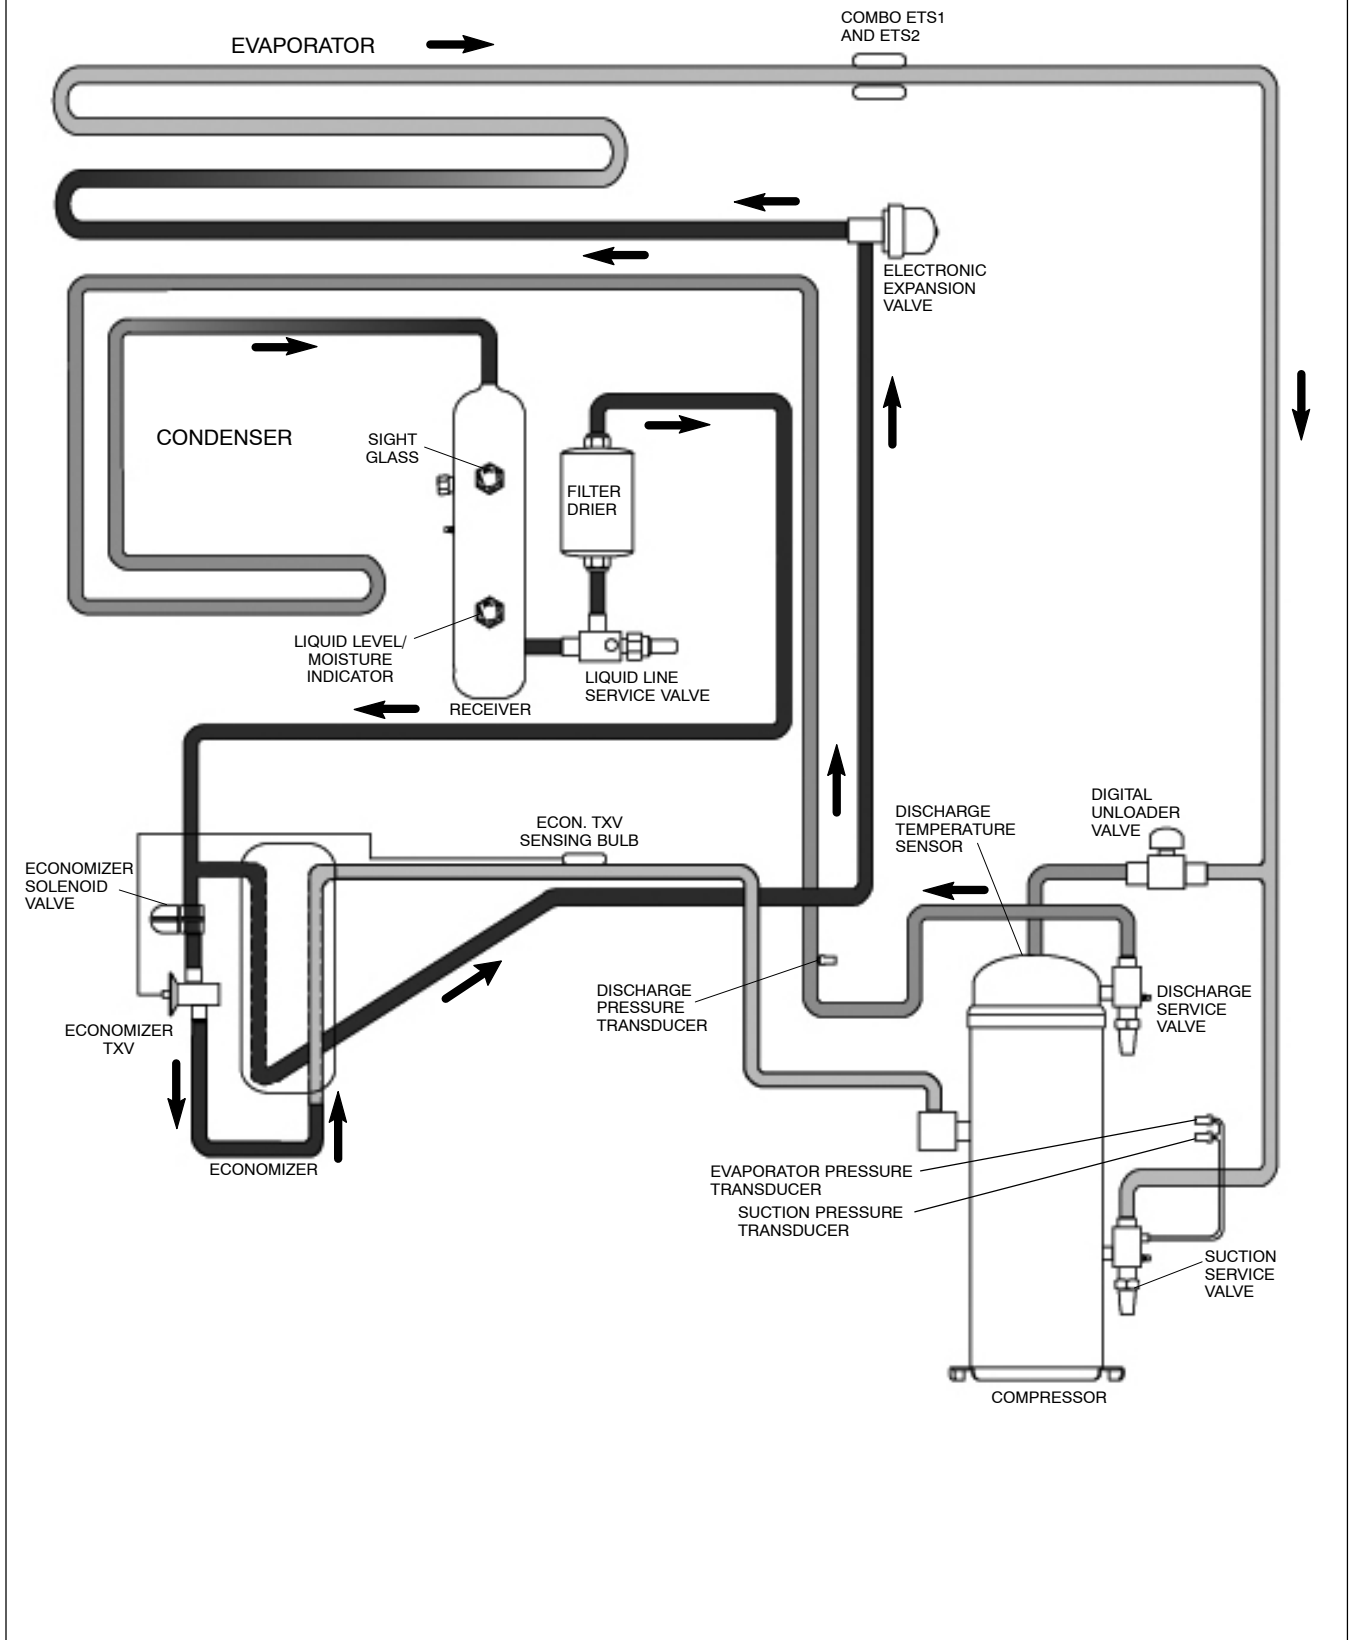 COMBO ETS1
AND ETS2
EVAPORATOR
ELECTRONIC
EXPANSION
VALVE
CONDENSER
SIGHT
GLASS
FILTER
DRIER
LIQUID LEVEL/
MOISTURE
INDICATOR
LIQUID LINE
SERVICE VALVE
RECEIVER
DIGITAL
UNLOADER
VALVE
DISCHARGE
TEMPERATURE
SENSOR
ECON. TXV
SENSING BULB
ECONOMIZER
SOLENOID
VALVE
DISCHARGE
PRESSURE
TRANSDUCER
DISCHARGE
SERVICE
VALVE
ECONOMIZER
TXV
ECONOMIZER
EVAPORATOR PRESSURE
TRANSDUCER
SUCTION PRESSURE
TRANSDUCER
SUCTION
SERVICE
VALVE
COMPRESSOR